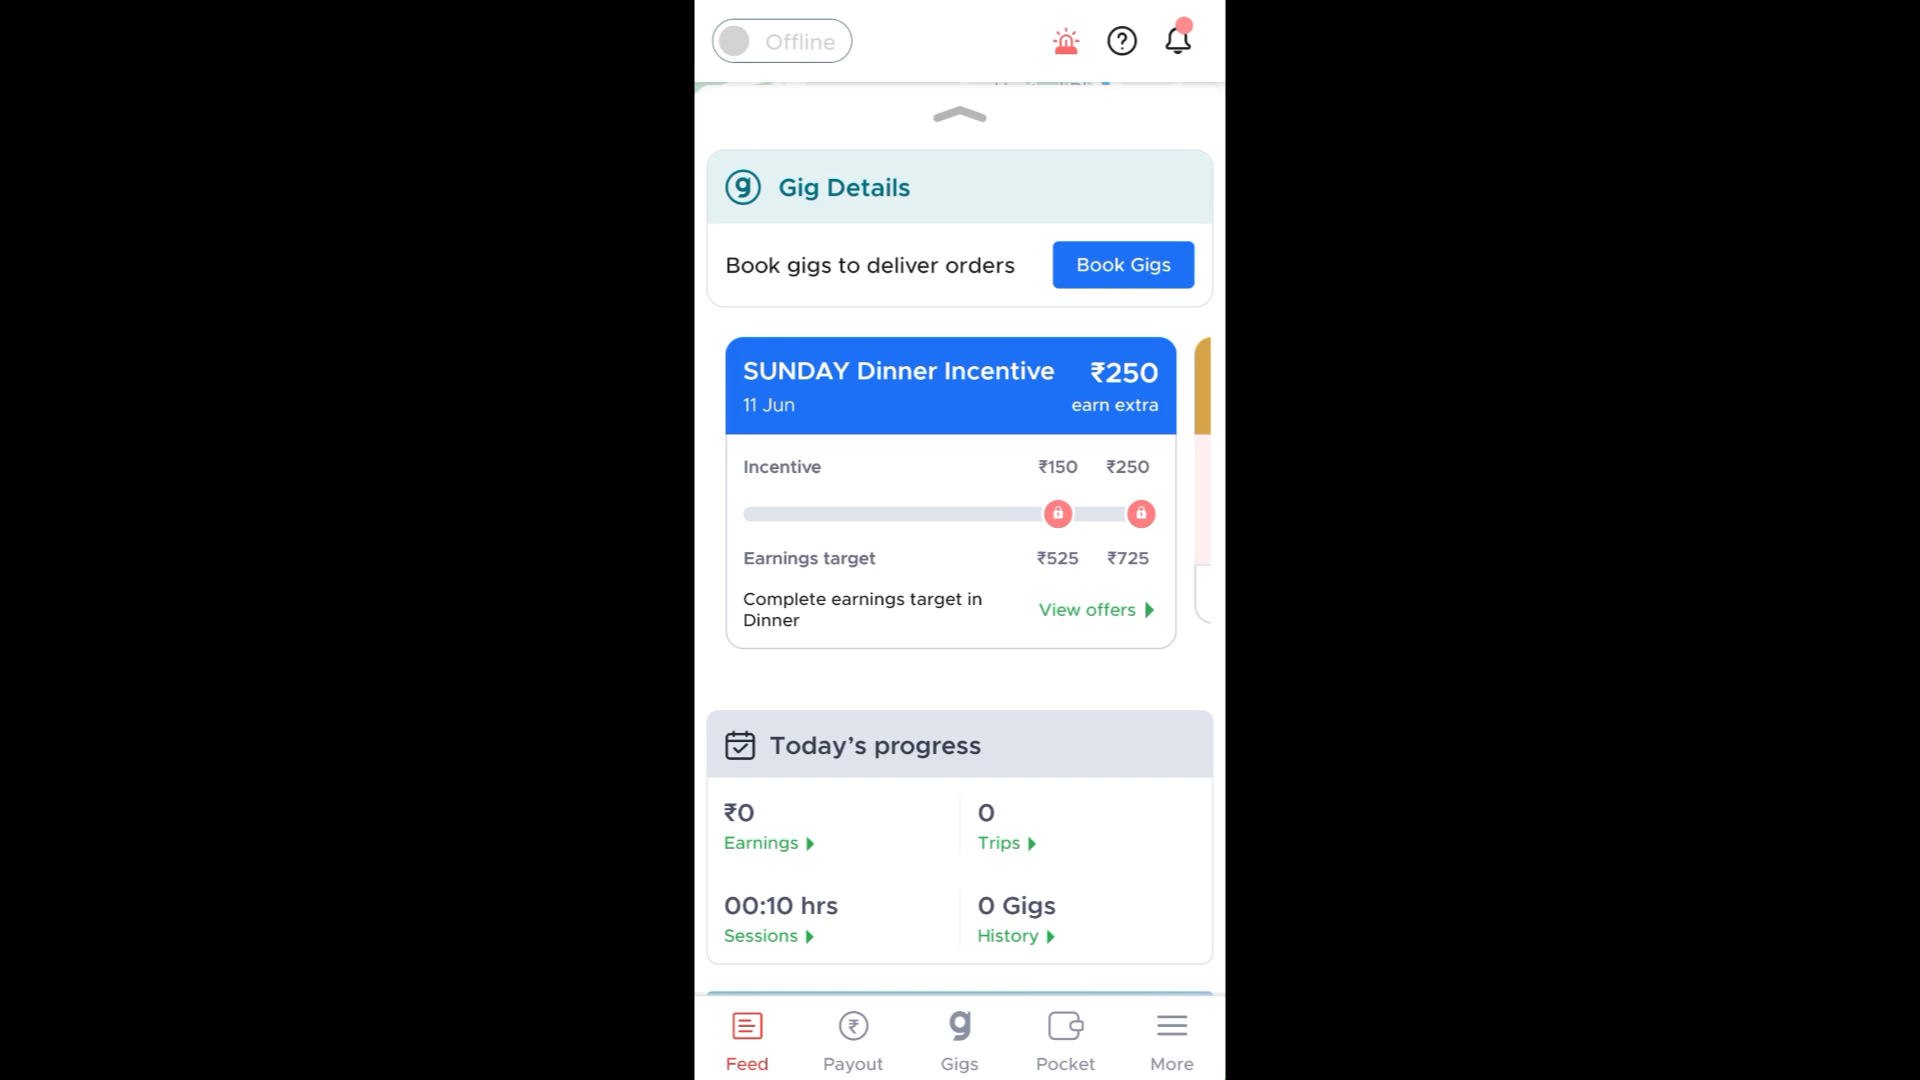 Offline
Gig Details
Book gigs to deliver orders
Book Gigs
SUNDAY Dinner Incentive
₹250
11 Jun
earn extra
Incentive
₹150
₹250
Earnings target
₹525
₹725
Complete earnings target in
Dinner
View offers
Today’s progress
₹0
0
Earnings
Trips
00:10 hrs
0 Gigs
Sessions
History
Feed
Payout
Gigs
Pocket
More